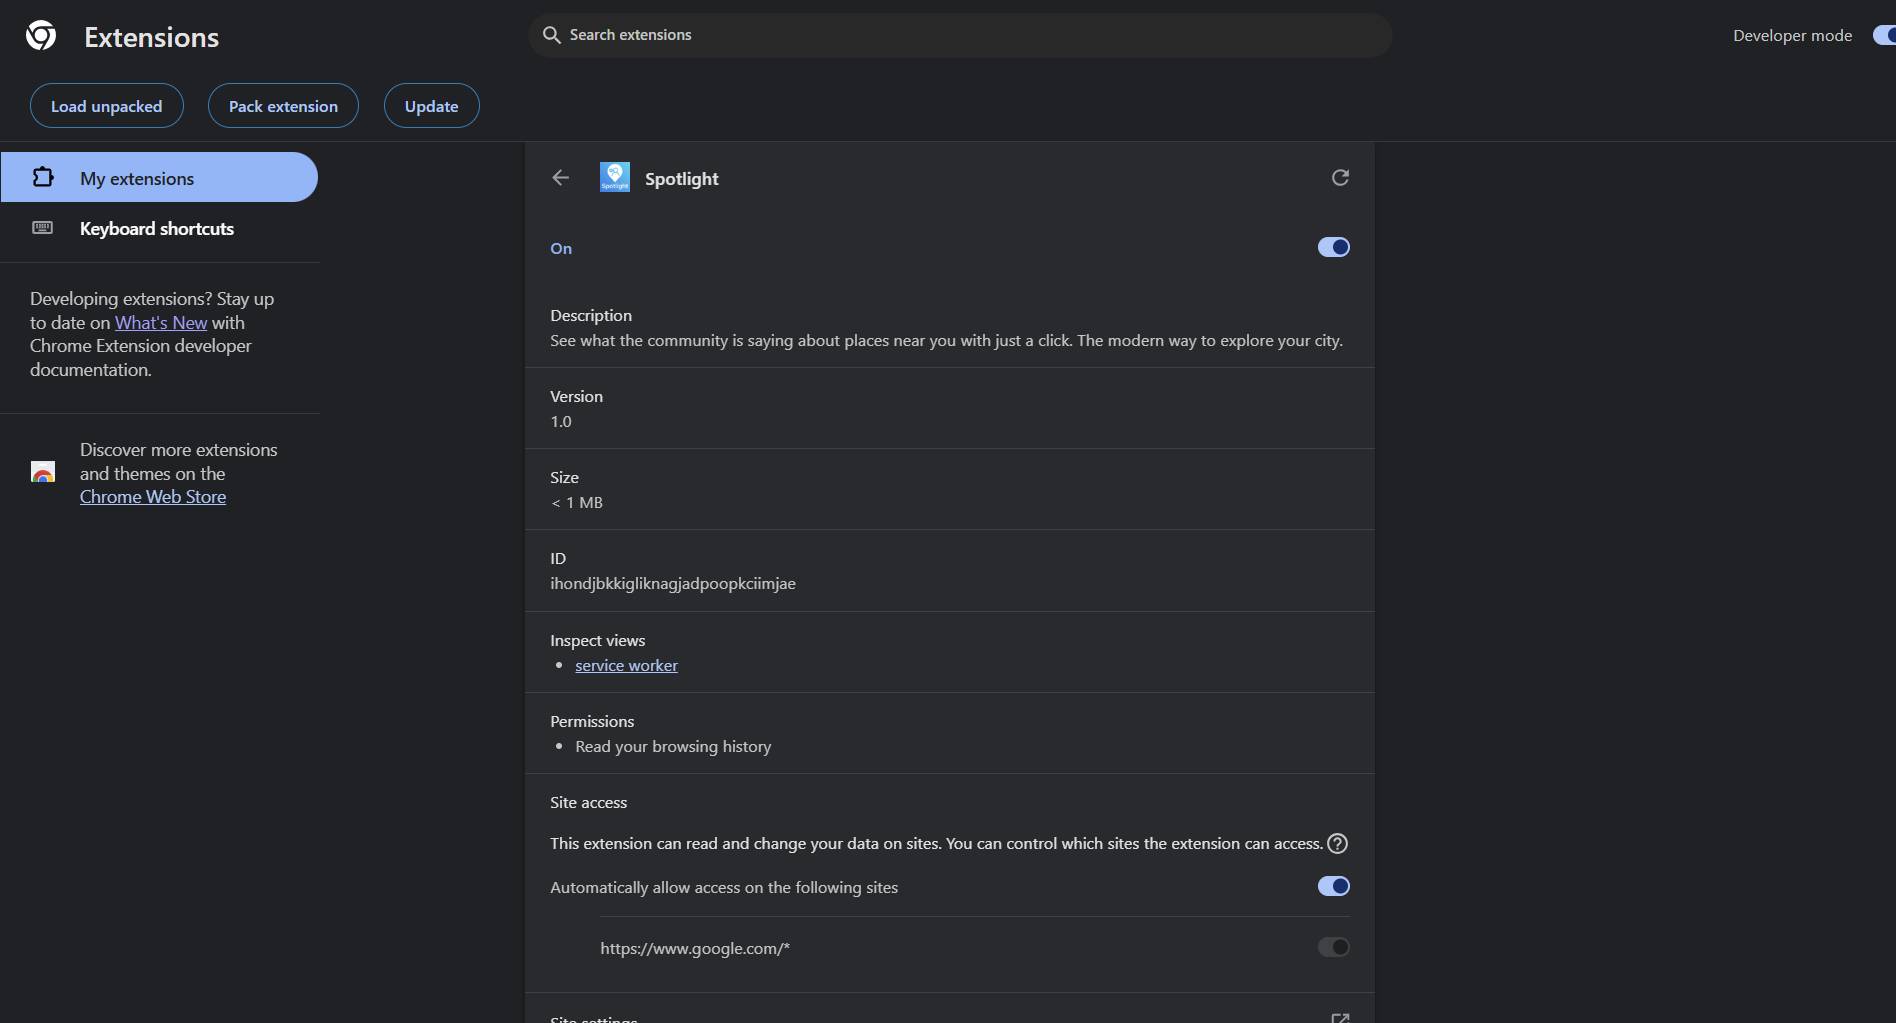 Extensions
Search extensions
Developer mode
Load unpacked
Pack extension
Update
My extensions
Keyboard shortcuts
Developing extensions? Stay up
to date on What's New with
Chrome Extension developer
documentation.
Discover more extensions
and themes on the
Chrome Web Store
Spotlight
Spotlight
On
Description
See what the community is saying about places near you with just a click. The modern way to explore your city.
Version
1.0
Size
< 1 MB
ID
ihondjbkkigliknagjadpoopkciimjae
Inspect views
• service worker
Permissions
• Read your browsing history
Site access
This extension can read and change your data on sites. You can control which sites the extension can access.
Automatically allow access on the following sites
https://www.google.com/*
Site settings